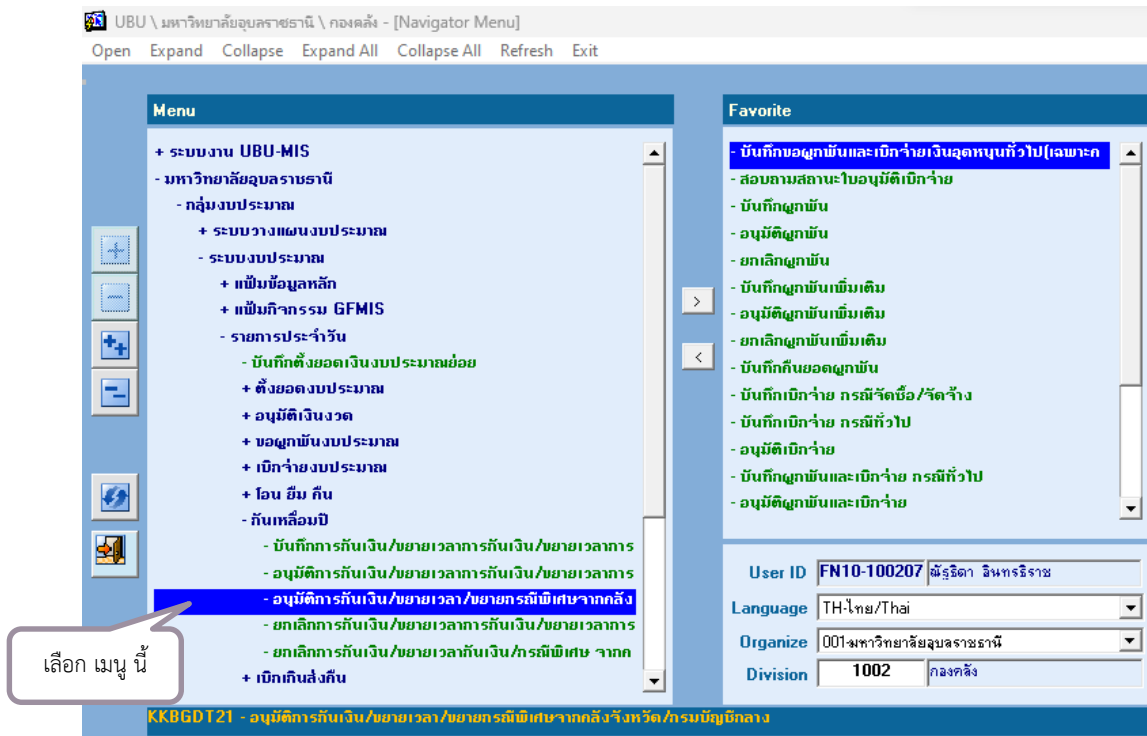 UBU \ มหาวิทยาลัยอุบลราชธานี \ กองคลัง - [Navigator Menu]
Open Expand Collapse Expand All Collapse All Refresh Exit
Menu
+ ระบบงาน UBU-MIS
- มหาวิทยาลัยอุบลราชธานี
- กลุ่มงบประมาณ
+ ระบบวางแผนงบประมาณ
- ระบบงบประมาณ
+ แฟ้มข้อมูลหลัก
+ แฟ้มกิจกรรม GFMIS
- รายการประจำวัน
- บันทึกตั้งยอดเงินงบประมาณย่อย
+ ตั้งยอดงบประมาณ
+ อนุมัติเงินงวด
+ ขอผูกพันงบประมาณ
+ เบิกจ่ายงบประมาณ
+ โอน ยืม คืน
- กันเหลื่อมปี
- บันทึกการกันเงิน/ขยายเวลาการกันเงิน/ขยายเวลาการ
- อนุมัติการกันเงิน/ขยายเวลาการกันเงิน/ขยายเวลาการ
- อนุมัติการกันเงิน/ขยายเวลา/ขยายกรณีพิเศษจากคลัง
- ยกเลิกการกันเงิน/ขยายเวลาการกันเงิน/ขยายเวลาการ
- ยกเลิกการกันเงิน/ขยายเวลากันเงิน/กรณีพิเศษ จากค
+ เบิกเกินส่งคืน
เลือก เมนู นี้
Favorite
- บันทึกขอผูกพันและเบิกจ่ายเงินอุดหนุนทั่วไป(เฉพาะก
- สอบถามสถานะใบอนุมัติเบิกจ่าย
- บันทึกผูกพัน
- อนุมัติผูกพัน
- ยกเลิกผูกพัน
- บันทึกผูกพันเพิ่มเติม
- อนุมัติผูกพันเพิ่มเติม
- ยกเลิกผูกพันเพิ่มเติม
- บันทึกคืนยอดผูกพัน
- บันทึกเบิกจ่าย กรณีจัดซื้อ/จัดจ้าง
- บันทึกเบิกจ่าย กรณีทั่วไป
- อนุมัติเบิกจ่าย
- บันทึกผูกพันและเบิกจ่าย กรณีทั่วไป
- อนุมัติผูกพันและเบิกจ่าย
User ID FN10-100207 ณัฐธิดา อินทรธิราช
Language TH-ไทย/Thai
Organize 001-มหาวิทยาลัยอุบลราชธานี
Division 1002 กองคลัง
KKBGDT21 - อนุมัติการกันเงิน/ขยายเวลา/ขยายกรณีพิเศษจากคลังจังหวัด/กรมบัญชีกลาง